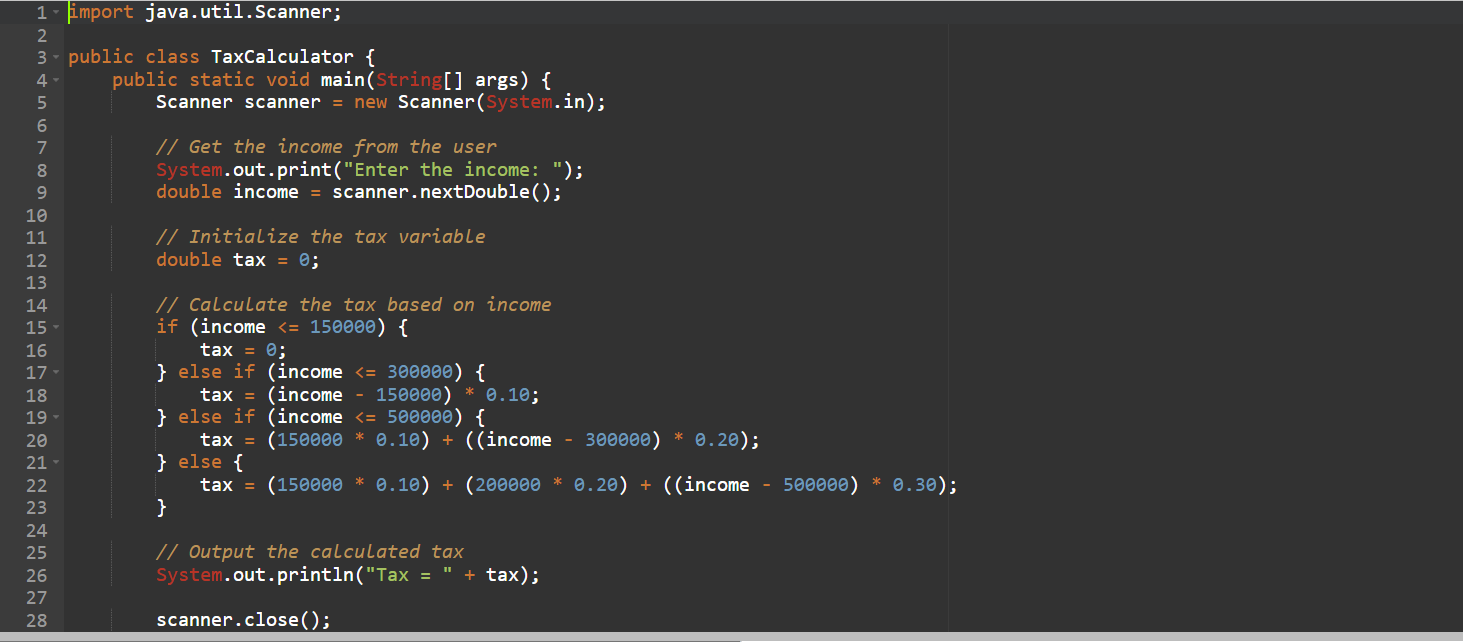 1 import java.util.Scanner;
2
3 public class TaxCalculator {
4     public static void main(String[] args) {
5         Scanner scanner = new Scanner(System.in);
6
7         // Get the income from the user
8         System.out.print("Enter the income: ");
9         double income = scanner.nextDouble();
10
11         // Initialize the tax variable
12         double tax = 0;
13
14         // Calculate the tax based on income
15         if (income <= 150000) {
16             tax = 0;
17         } else if (income <= 300000) {
18             tax = (income - 150000) * 0.10;
19         } else if (income <= 500000) {
20             tax = (150000 * 0.10) + ((income - 300000) * 0.20);
21         } else {
22             tax = (150000 * 0.10) + (200000 * 0.20) + ((income - 500000) * 0.30);
23         }
24
25         // Output the calculated tax
26         System.out.println("Tax = " + tax);
27
28         scanner.close();